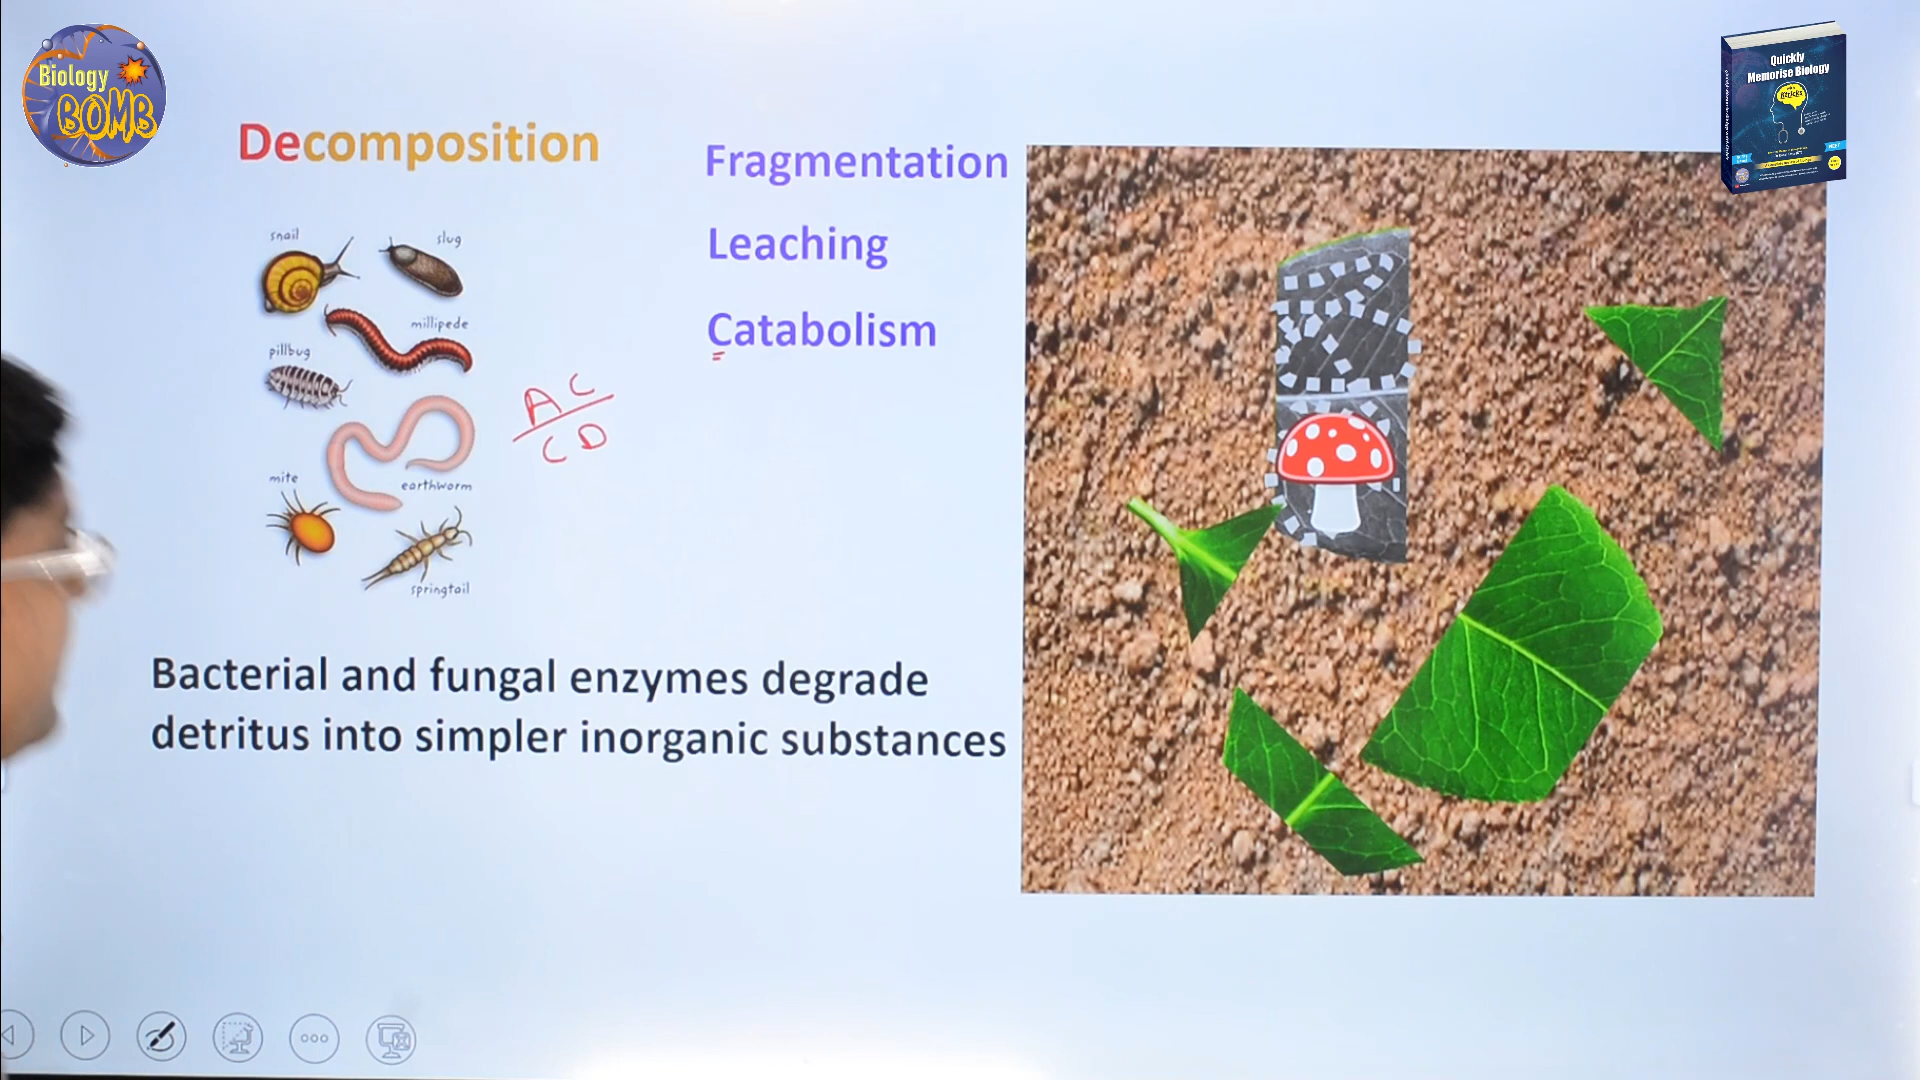 Biology
BOMB
Quickly
Memorise Biology
Decomposition
Fragmentation
Leaching
Catabolism
snail
slug
millipede
pillbug
earthworm
mite
springtail
A C
C D
Bacterial and fungal enzymes degrade
detritus into simpler inorganic substances